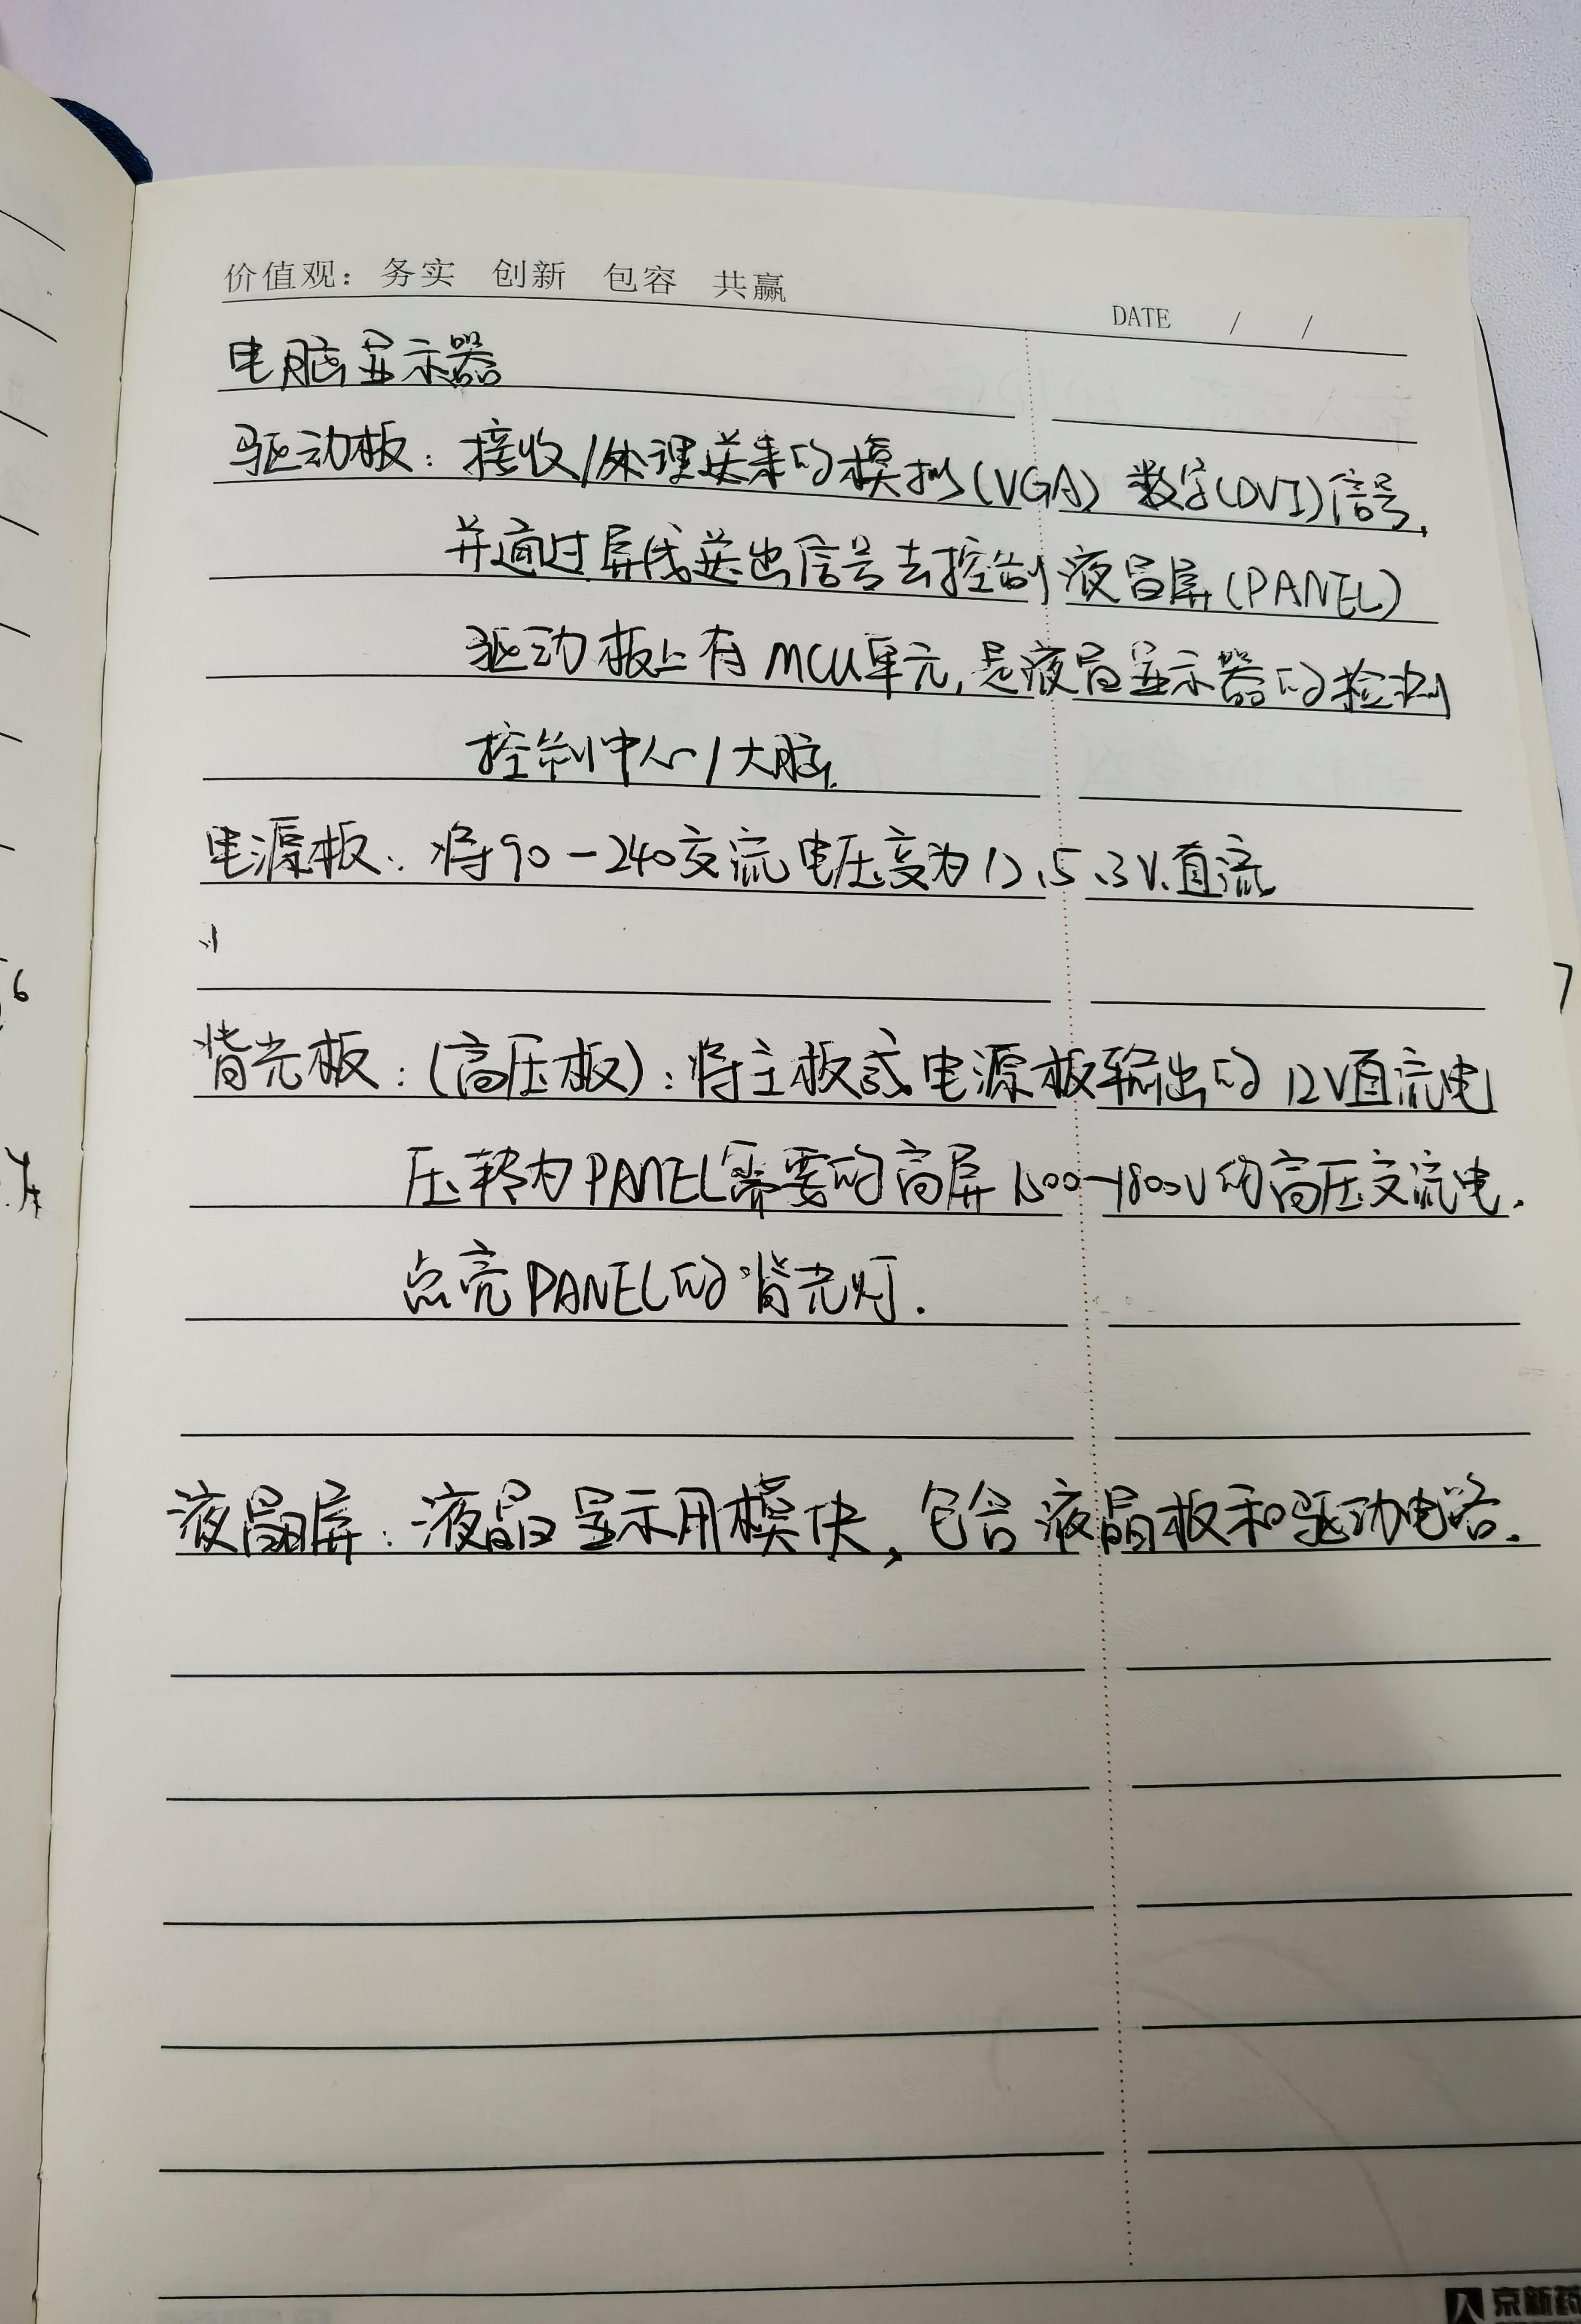 价值观：务实 创新 包容 共赢
DATE / /
电脑显示器
驱动板：接收/处理送来的模拟(VGA) 数字(DVI)信号,
并通过屏线送出信号去控制液晶屏(PANEL)
驱动板上有MCU单元,是液晶显示器的检测
控制中心/大脑.
电源板：将90-240交流电压变为12、5、3V直流
背光板：(高压板)：将主板或电源板输出的12V直流电
压转为PANEL需要的高屏1500-1800V的高压交流电.
点亮PANEL的背光灯.
液晶屏：液晶显示用模块,包含液晶板和驱动电路.
6
7
京新药